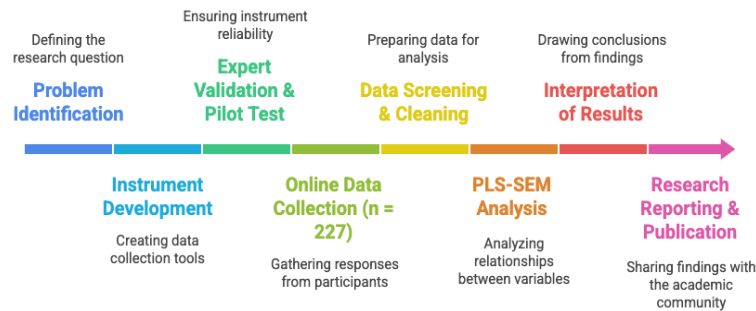 Defining the
research question
Problem
Identification
Instrument
Development
Creating data
collection tools
Ensuring instrument
reliability
Expert
Validation &
Pilot Test
Online Data
Collection (n =
227)
Gathering responses
from participants
Preparing data for
analysis
Data Screening
& Cleaning
PLS-SEM
Analysis
Analyzing
relationships
between variables
Drawing conclusions
from findings
Interpretation
of Results
Research
Reporting &
Publication
Sharing findings with
the academic
community